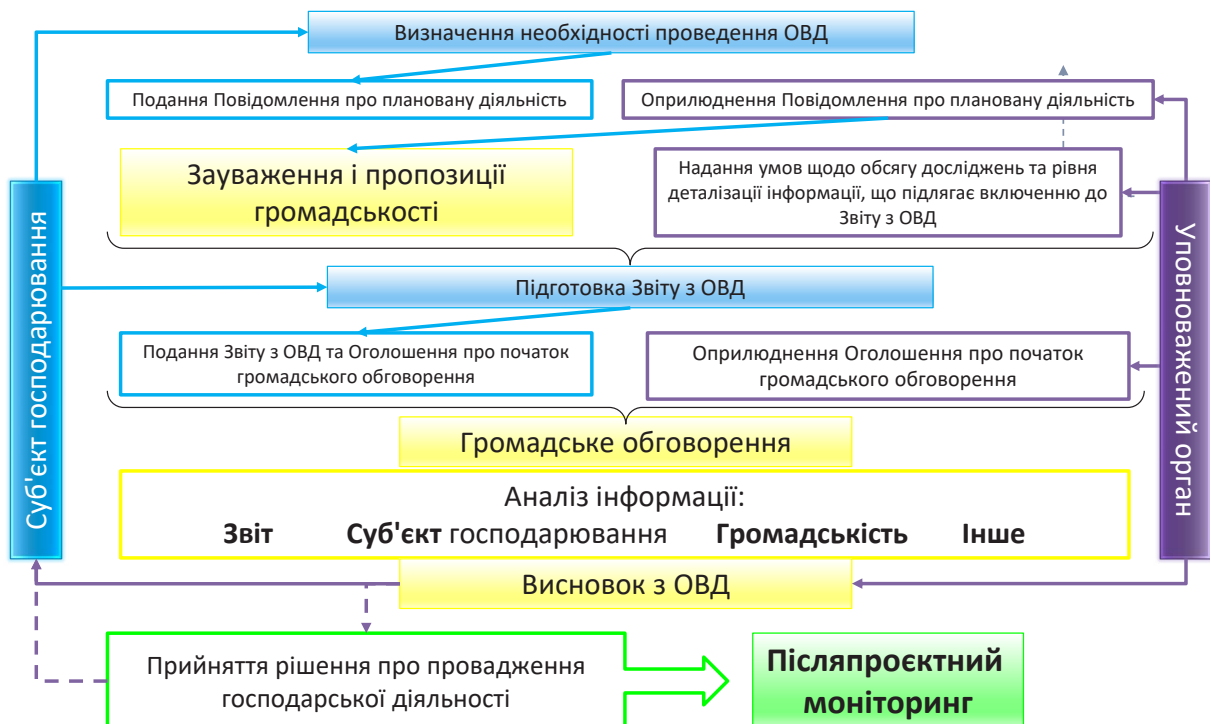 Визначення необхідності проведення ОВД
Подання Повідомлення про плановану діяльність
Оприлюднення Повідомлення про плановану діяльність
Зауваження і пропозиції
громадськості
Надання умов щодо обсягу досліджень та рівня
деталізації інформації, що підлягає включенню до
Звіту з ОВД
Суб'єкт господарювання
Уповноважений орган
Підготовка Звіту з ОВД
Подання Звіту з ОВД та Оголошення про початок
громадського обговорення
Оприлюднення Оголошення про початок
громадського обговорення
Громадське обговорення
Аналіз інформації:
Звіт Суб'єкт господарювання Громадськість Інше
Висновок з ОВД
Прийняття рішення про провадження
господарської діяльності
Післяпроєктний
моніторинг